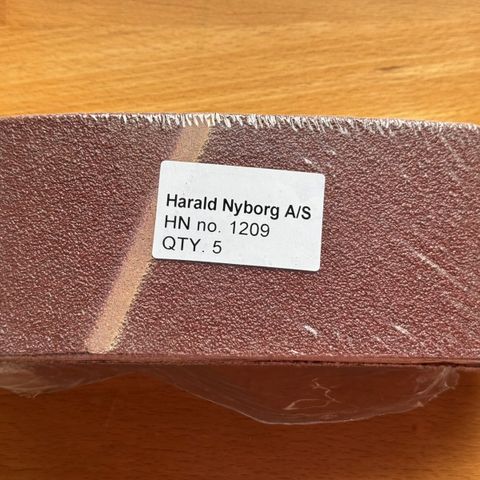 Harald Nyborg A/S
HN no. 1209
QTY. 5